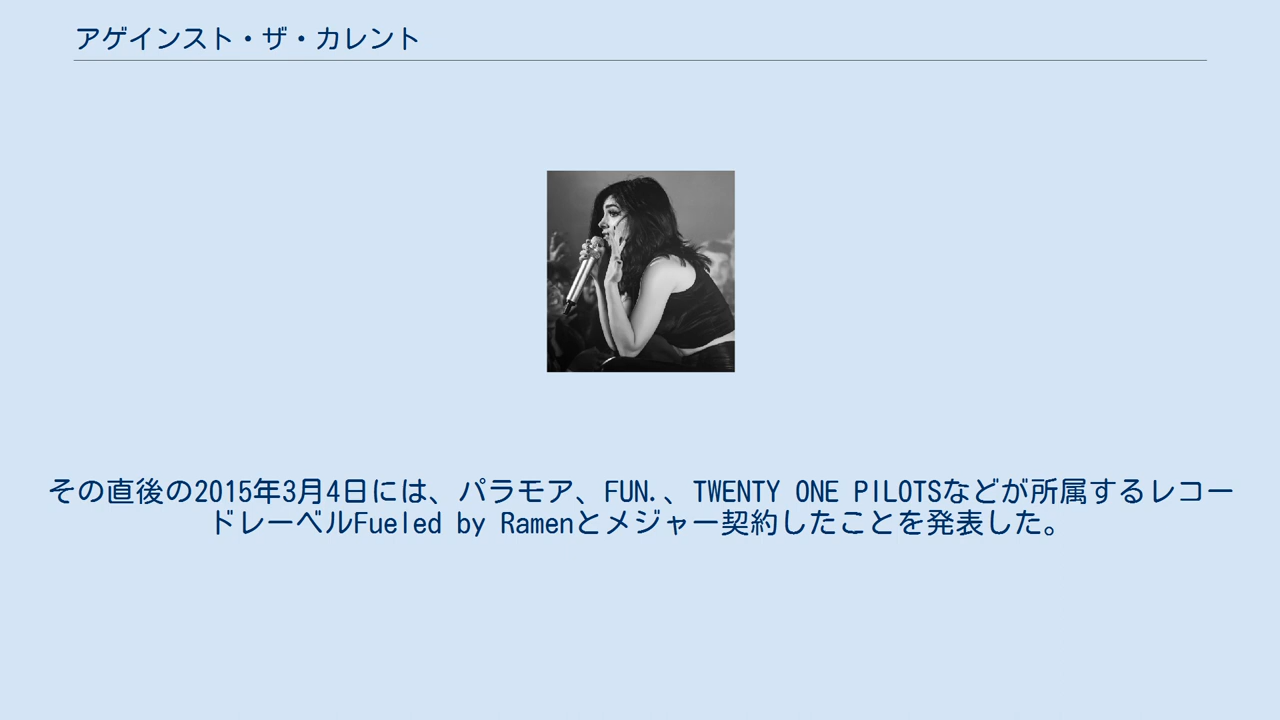 アゲインスト・ザ・カレント
その直後の2015年3月4日には、パラモア、FUN.、TWENTY ONE PILOTSなどが所属するレコー
ドレーベルFueled by Ramenとメジャー契約したことを発表した。